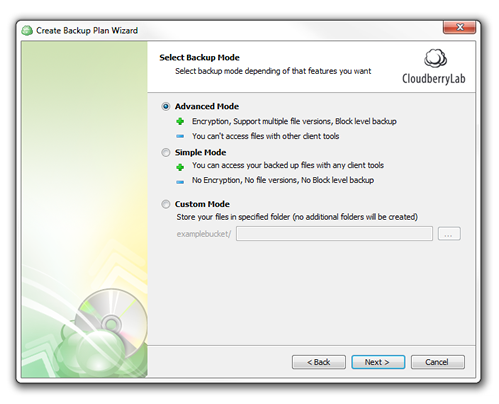 Create Backup Plan Wizard
Select Backup Mode
Select backup mode depending of that features you want
CloudberryLab
Advanced Mode
Encryption, Support multiple file versions, Block level backup
You can't access files with other client tools
Simple Mode
You can access your backed up files with any client tools
No Encryption, No file versions, No Block level backup
Custom Mode
Store your files in specified folder (no additional folders will be created)
examplebucket/ ...
< Back Next > Cancel